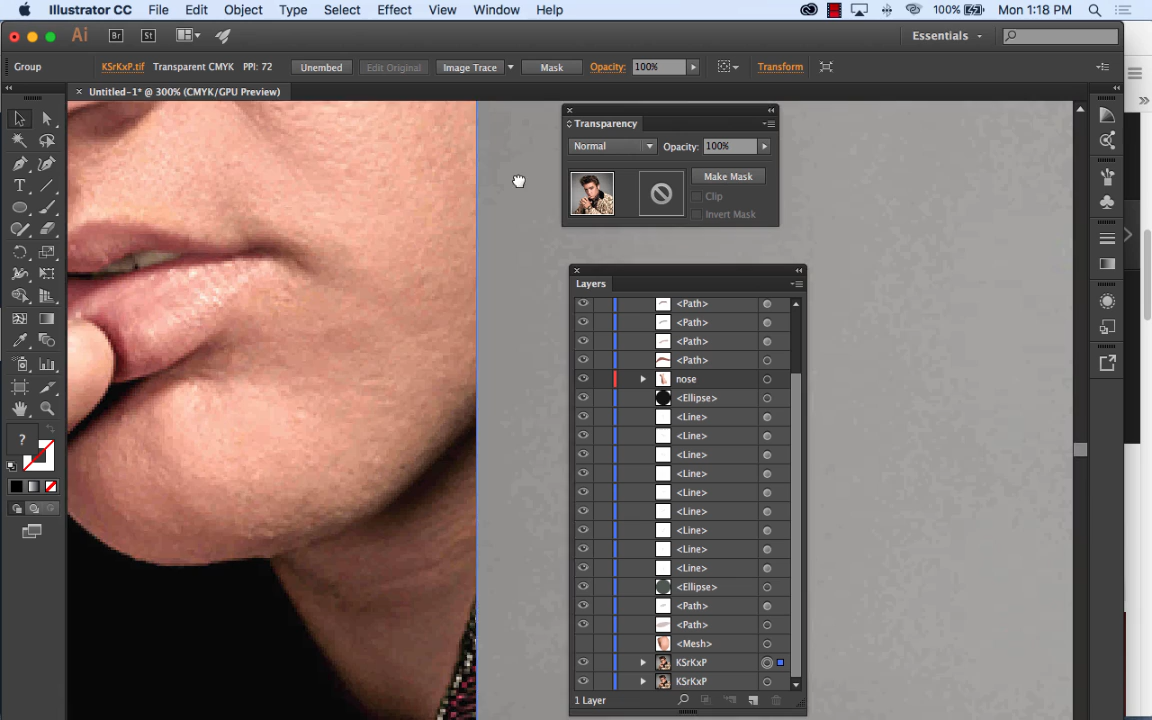 Illustrator CC File Edit Object Type Select Effect View Window Help 100% Mon 1:18 PM
Ai Br St Essentials
Group KSrKxP.tif Transparent CMYK PPI: 72 Unembed Edit Original Image Trace Mask Opacity: 100% Transform
× Untitled-1* @ 300% (CMYK/GPU Preview)
Transparency
Normal Opacity: 100%
Make Mask
Clip
Invert Mask
Layers
<Path>
<Path>
<Path>
<Path>
nose
<Ellipse>
<Line>
<Line>
<Line>
<Line>
<Line>
<Line>
<Line>
<Line>
<Line>
<Ellipse>
<Path>
<Path>
<Mesh>
KSrKxP
KSrKxP
1 Layer
T
?